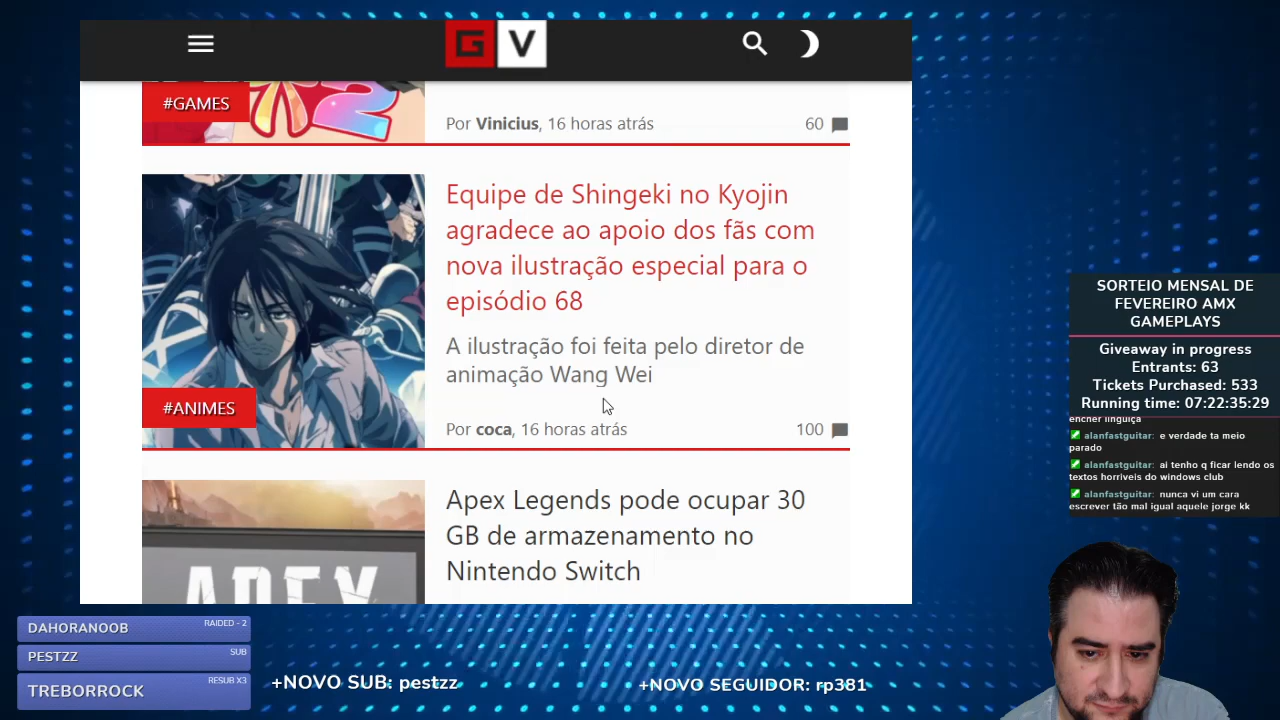 G V
#GAMES
Por Vinicius, 16 horas atrás
60
Equipe de Shingeki no Kyojin
agradece ao apoio dos fãs com
nova ilustração especial para o
episódio 68
A ilustração foi feita pelo diretor de
animação Wang Wei
#ANIMES
Por coca, 16 horas atrás
100
Apex Legends pode ocupar 30
GB de armazenamento no
Nintendo Switch
APEX
SORTEIO MENSAL DE
FEVEREIRO AMX
GAMEPLAYS
Giveaway in progress
Entrants: 63
Tickets Purchased: 533
Running time: 07:22:35:29
encher linguiça
alanfastguitar: e verdade ta meio
parado
alanfastguitar: ai tenho q ficar lendo os
textos horriveis do windows club
alanfastguitar: nunca vi um cara
escrever tão mal igual aquele jorge kk
DAHORANOOB
RAIDED - 2
PESTZZ
SUB
TREBORROCK
RESUB X3
+NOVO SUB: pestzz
+NOVO SEGUIDOR: rp381